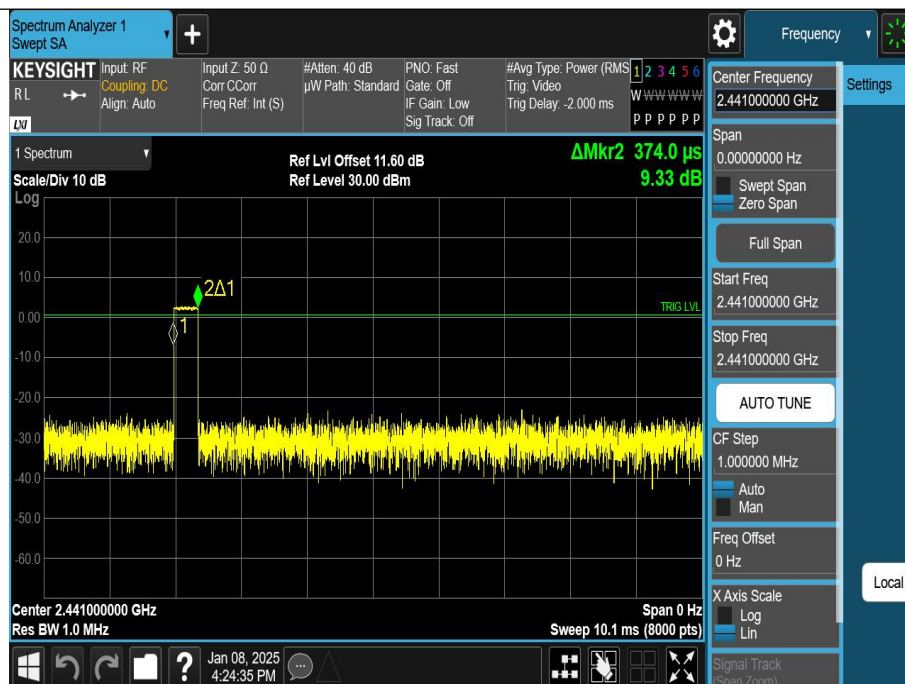 Spectrum Analyzer 1
Swept SA
+
Frequency
KEYSIGHT
RL
LXI
Input: RF
Coupling: DC
Align: Auto
Input Z: 50 Ω
Corr CCorr
Freq Ref: Int (S)
#Atten: 40 dB
µW Path: Standard
PNO: Fast
Gate: Off
IF Gain: Low
Sig Track: Off
#Avg Type: Power (RMS
Trig: Video
Trig Delay: -2.000 ms
1 2 3 4 5 6
W W W W W W
P P P P P P
Center Frequency
2.441000000 GHz
Settings
Span
0.00000000 Hz
Swept Span
Zero Span
Full Span
Start Freq
2.441000000 GHz
Stop Freq
2.441000000 GHz
AUTO TUNE
CF Step
1.000000 MHz
Auto
Man
Freq Offset
0 Hz
X Axis Scale
Log
Lin
Signal Track
(Span Zoom)
Local
1 Spectrum
Scale/Div 10 dB
Log
Ref Lvl Offset 11.60 dB
Ref Level 30.00 dBm
ΔMkr2 374.0 µs
9.33 dB
20.0
10.0
0.00
-10.0
-20.0
-30.0
-40.0
-50.0
-60.0
2Δ1
1
TRIG LVL
Center 2.441000000 GHz
Res BW 1.0 MHz
Span 0 Hz
Sweep 10.1 ms (8000 pts)
?
Jan 08, 2025
4:24:35 PM